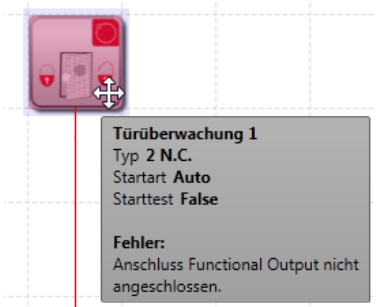 Türüberwachung 1
Typ 2 N.C.
Startart Auto
Starttest False
Fehler:
Anschluss Functional Output nicht
angeschlossen.